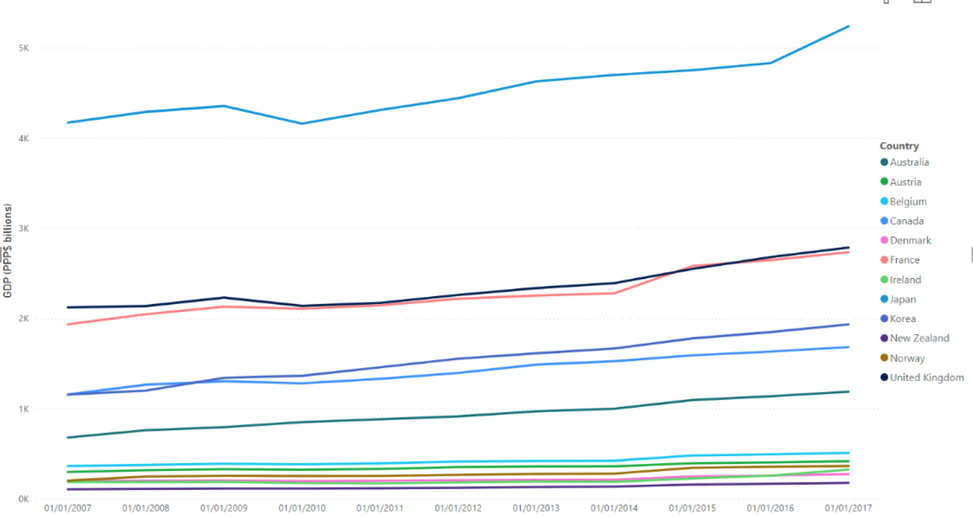 5K
4K
3K
2K
1K
0K
GDP (PPP$ billions)
01/01/2007 01/01/2008 01/01/2009 01/01/2010 01/01/2011 01/01/2012 01/01/2013 01/01/2014 01/01/2015 01/01/2016 01/01/2017
Country
Australia
Austria
Belgium
Canada
Denmark
France
Ireland
Japan
Korea
New Zealand
Norway
United Kingdom